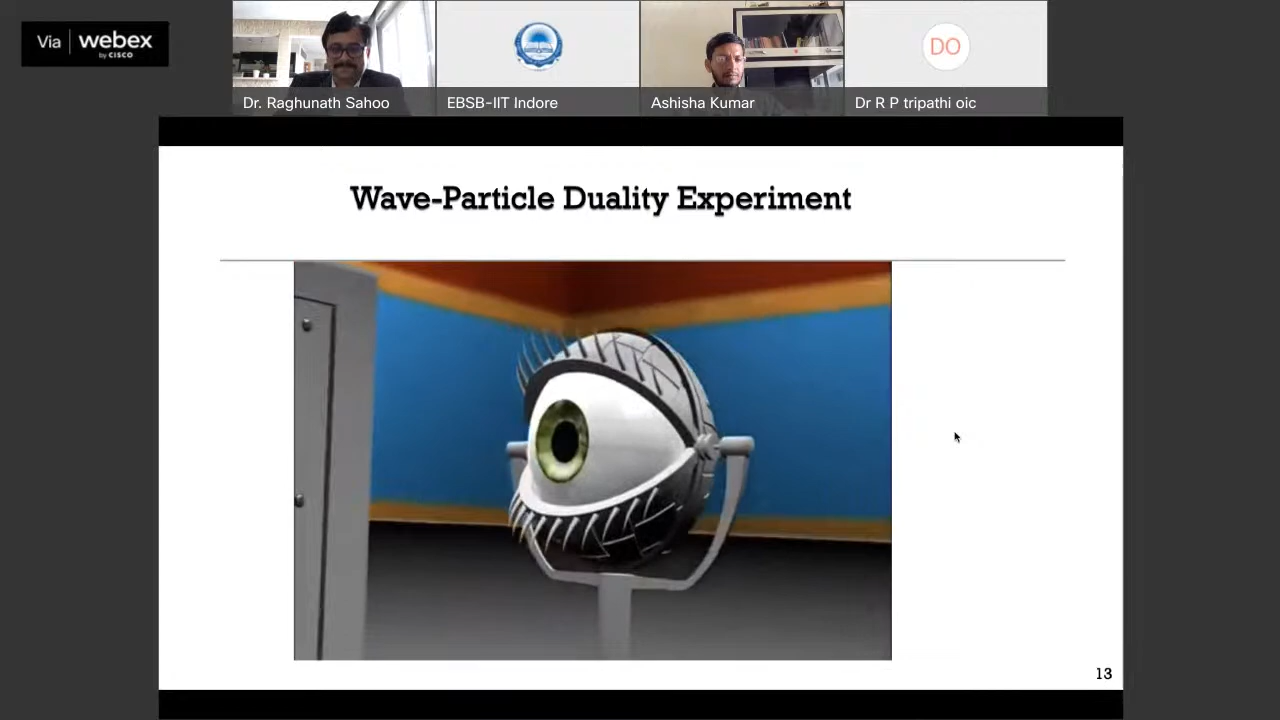 Via webex
by CISCO
Dr. Raghunath Sahoo
EBSB-IIT Indore
Ashisha Kumar
DO
Dr R P tripathi oic
Wave-Particle Duality Experiment
13